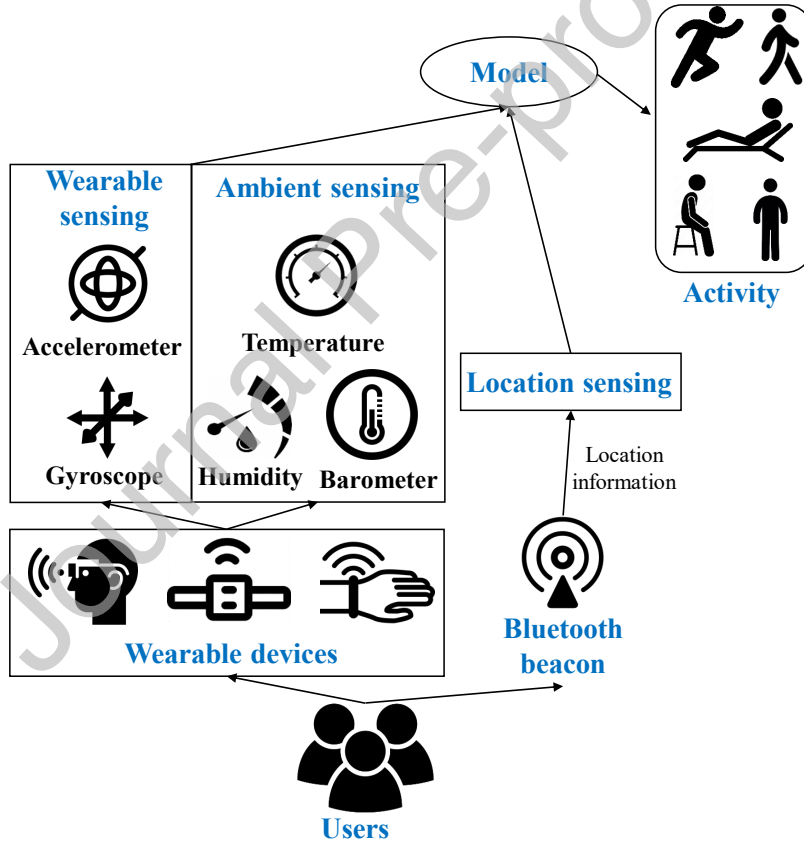 Model
Activity
Wearable
sensing
Ambient sensing
Accelerometer
Temperature
Gyroscope
Humidity
Barometer
Location sensing
Location
information
Wearable devices
Bluetooth
beacon
Users
Journal Pre-pro